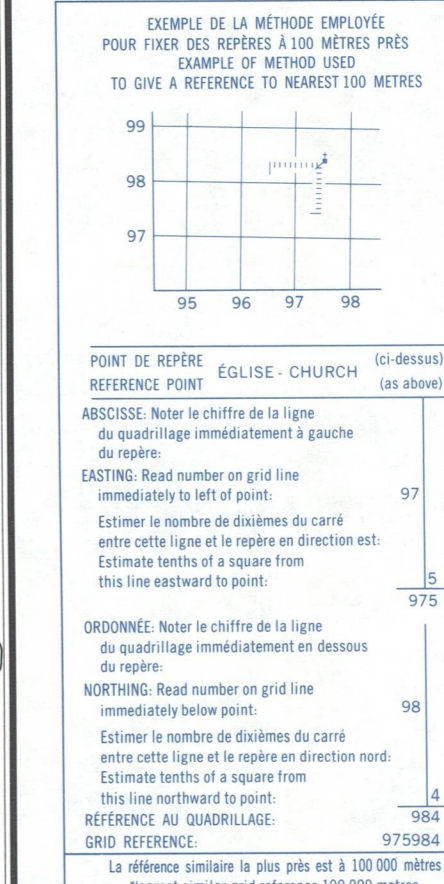 EXEMPLE DE LA MÉTHODE EMPLOYÉE
POUR FIXER DES REPÈRES À 100 MÈTRES PRÈS
EXAMPLE OF METHOD USED
TO GIVE A REFERENCE TO NEAREST 100 METRES
99
98
97
95 96 97 98
POINT DE REPÈRE
REFERENCE POINT
ÉGLISE - CHURCH
(ci-dessus)
(as above)
ABSCISSE: Noter le chiffre de la ligne
du quadrillage immédiatement à gauche
du repère:
EASTING: Read number on grid line
immediately to left of point: 97
Estimer le nombre de dixièmes du carré
entre cette ligne et le repère en direction est:
Estimate tenths of a square from
this line eastward to point: 5
975
ORDONNÉE: Noter le chiffre de la ligne
du quadrillage immédiatement en dessous
du repère:
NORTHING: Read number on grid line
immediately below point: 98
Estimer le nombre de dixièmes du carré
entre cette ligne et le repère en direction nord:
Estimate tenths of a square from
this line northward to point: 4
RÉFÉRENCE AU QUADRILLAGE: 984
GRID REFERENCE: 975984
La référence similaire la plus près est à 100 000 mètres
Nearest similar grid reference 100 000 metres